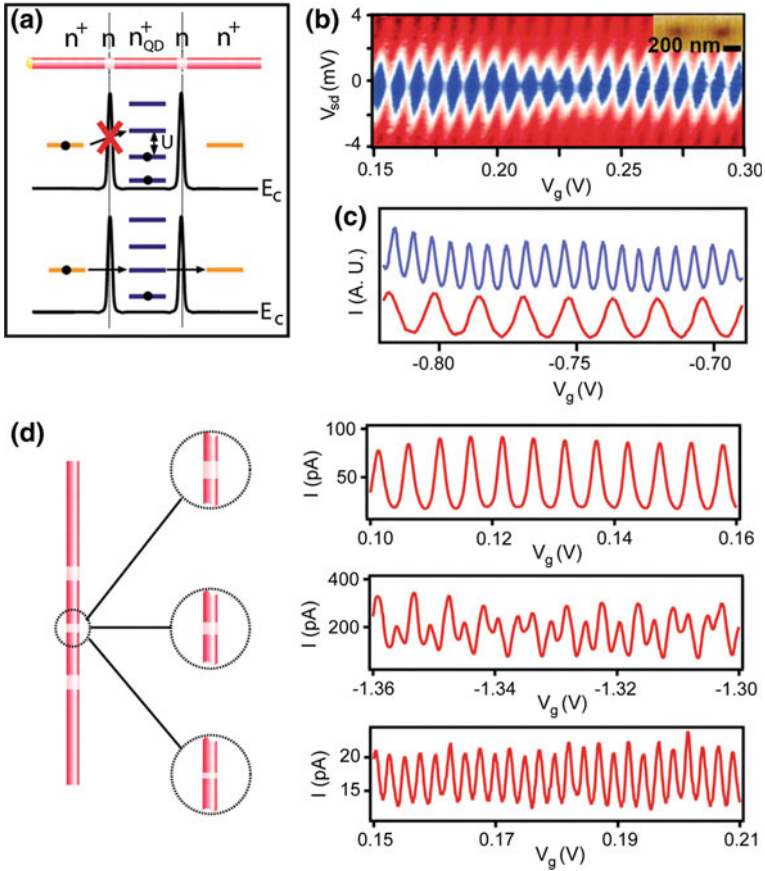 (a)
n+ n n+QD n n+
U
Ec
Ec
(b)
Vsd (mV)
4
0
-4
200 nm
0.15 0.20 0.25 0.30
Vg (V)
(c)
I (A. U.)
-0.80 -0.75 -0.70
Vg (V)
(d)
I (pA)
100
50
0.10 0.12 0.14 0.16
Vg (V)
I (pA)
400
200
-1.36 -1.34 -1.32 -1.30
Vg (V)
I (pA)
20
15
0.15 0.17 0.19 0.21
Vg (V)